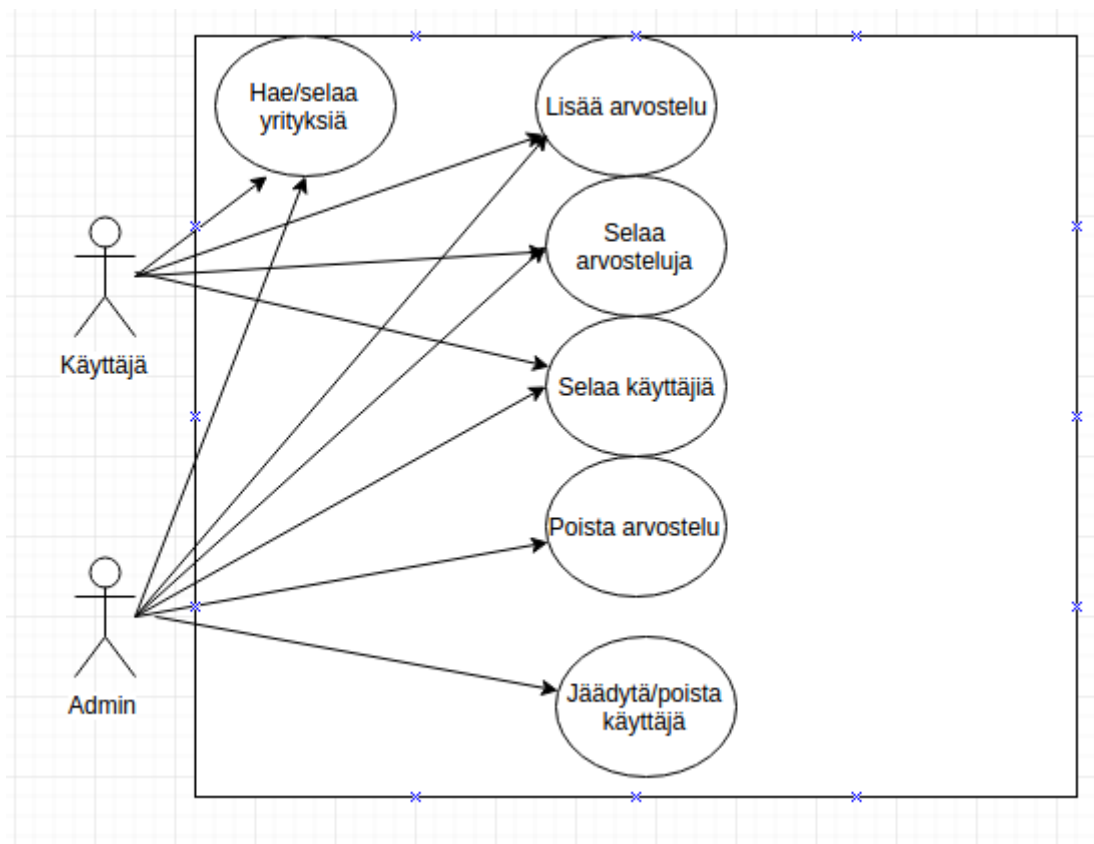 Hae/selaa
yrityksiä
Lisää arvostelu
Selaa
arvosteluja
Käyttäjä
Selaa käyttäjiä
Poista arvostelu
Admin
Jäädytä/poista
käyttäjä